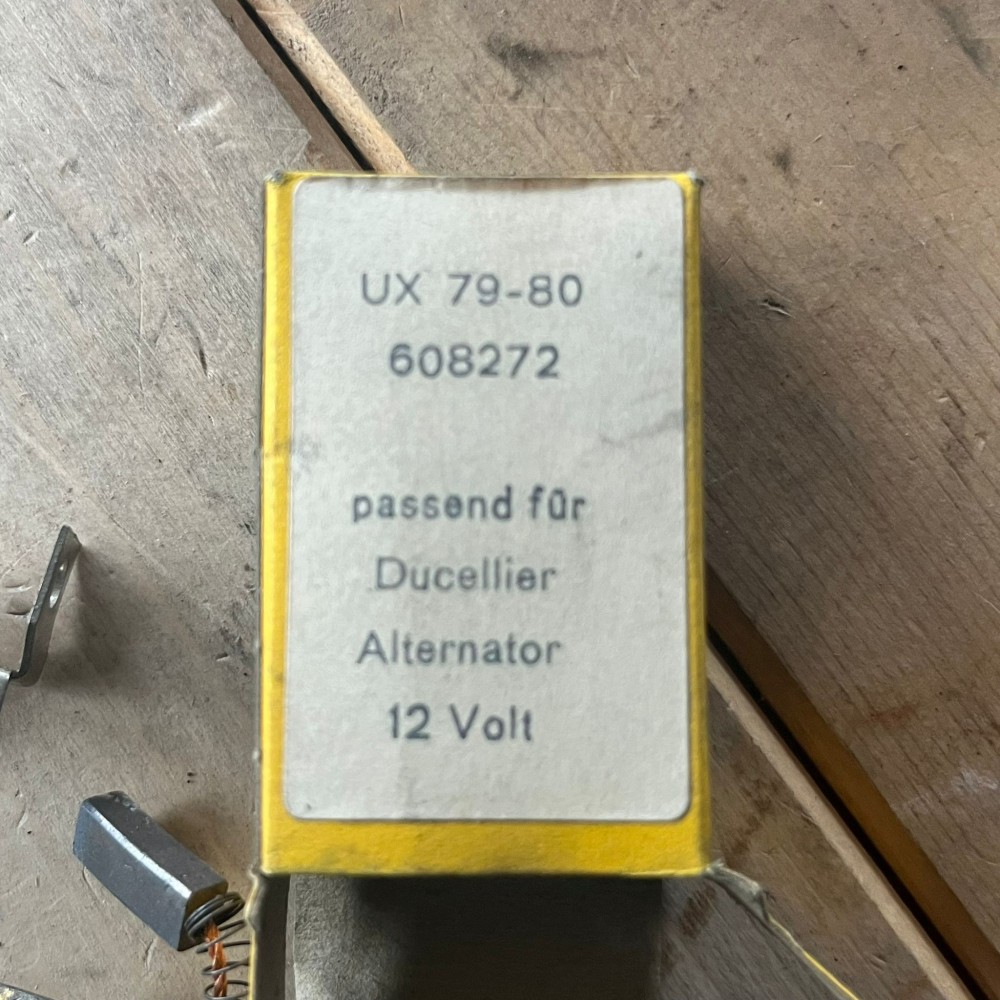 UX 79-80
608272
passend für
Ducellier
Alternator
12 Volt